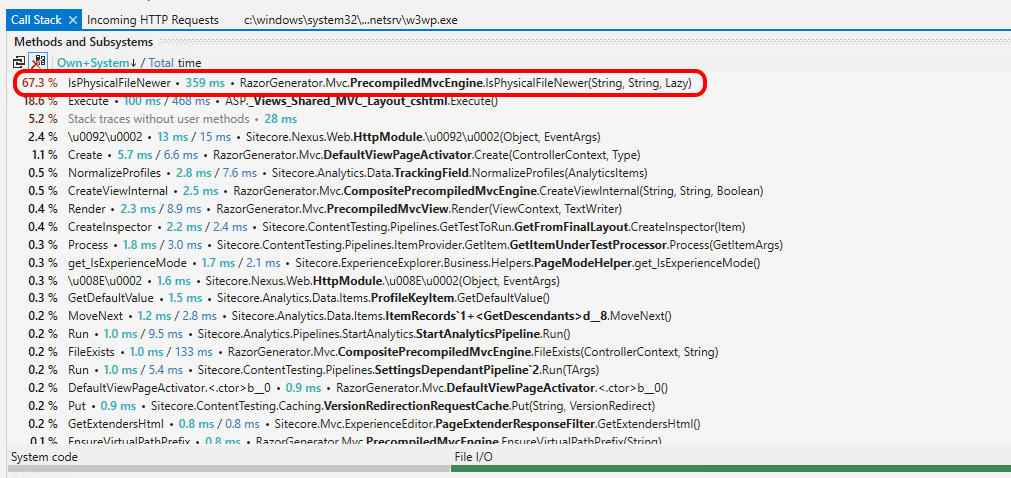 Call Stack × Incoming HTTP Requests c:\windows\system32\...netsrv\w3wp.exe
Methods and Subsystems
Own+System↓ / Total time
67.3 % IsPhysicalFileNewer • 359 ms • RazorGenerator.Mvc.PrecompiledMvcEngine.IsPhysicalFileNewer(String, String, Lazy)
18.6 % Execute • 100 ms / 468 ms • ASP._Views_Shared_MVC_Layout_cshtml.Execute()
5.2 % Stack traces without user methods • 28 ms
2.4 % \u0092\u0002 • 13 ms / 15 ms • Sitecore.Nexus.Web.HttpModule.\u0092\u0002(Object, EventArgs)
1.1 % Create • 5.7 ms / 6.6 ms • RazorGenerator.Mvc.DefaultViewPageActivator.Create(ControllerContext, Type)
0.5 % NormalizeProfiles • 2.8 ms / 7.6 ms • Sitecore.Analytics.Data.TrackingField.NormalizeProfiles(AnalyticsItems)
0.5 % CreateViewInternal • 2.5 ms • RazorGenerator.Mvc.CompositePrecompiledMvcEngine.CreateViewInternal(String, String, Boolean)
0.4 % Render • 2.3 ms / 8.9 ms • RazorGenerator.Mvc.PrecompiledMvcView.Render(ViewContext, TextWriter)
0.4 % CreateInspector • 2.2 ms / 2.4 ms • Sitecore.ContentTesting.Pipelines.GetTestToRun.GetFromFinalLayout.CreateInspector(Item)
0.3 % Process • 1.8 ms / 3.0 ms • Sitecore.ContentTesting.Pipelines.ItemProvider.GetItem.GetItemUnderTestProcessor.Process(GetItemArgs)
0.3 % get_IsExperienceMode • 1.7 ms / 2.1 ms • Sitecore.ExperienceExplorer.Business.Helpers.PageModeHelper.get_IsExperienceMode()
0.3 % \u008E\u0002 • 1.6 ms • Sitecore.Nexus.Web.HttpModule.\u008E\u0002(Object, EventArgs)
0.3 % GetDefaultValue • 1.5 ms • Sitecore.Analytics.Data.Items.ProfileKeyItem.GetDefaultValue()
0.2 % MoveNext • 1.2 ms / 2.8 ms • Sitecore.Analytics.Data.Items.ItemRecords`1+<GetDescendants>d__8.MoveNext()
0.2 % Run • 1.0 ms / 9.5 ms • Sitecore.Analytics.Pipelines.StartAnalytics.StartAnalyticsPipeline.Run()
0.2 % FileExists • 1.0 ms / 133 ms • RazorGenerator.Mvc.CompositePrecompiledMvcEngine.FileExists(ControllerContext, String)
0.2 % Run • 1.0 ms / 5.4 ms • Sitecore.ContentTesting.Pipelines.SettingsDependantPipeline`2.Run(TArgs)
0.2 % DefaultViewPageActivator.<.ctor>b__0 • 0.9 ms • RazorGenerator.Mvc.DefaultViewPageActivator.<.ctor>b__0()
0.2 % Put • 0.9 ms • Sitecore.ContentTesting.Caching.VersionRedirectionRequestCache.Put(String, VersionRedirect)
0.2 % GetExtendersHtml • 0.8 ms / 0.8 ms • Sitecore.Mvc.ExperienceEditor.PageExtenderResponseFilter.GetExtendersHtml()
0.1 % EnsureVirtualPathPrefix • 0.8 ms • RazorGenerator.Mvc.PrecompiledMvcEngine.EnsureVirtualPathPrefix(String)
System code File I/O